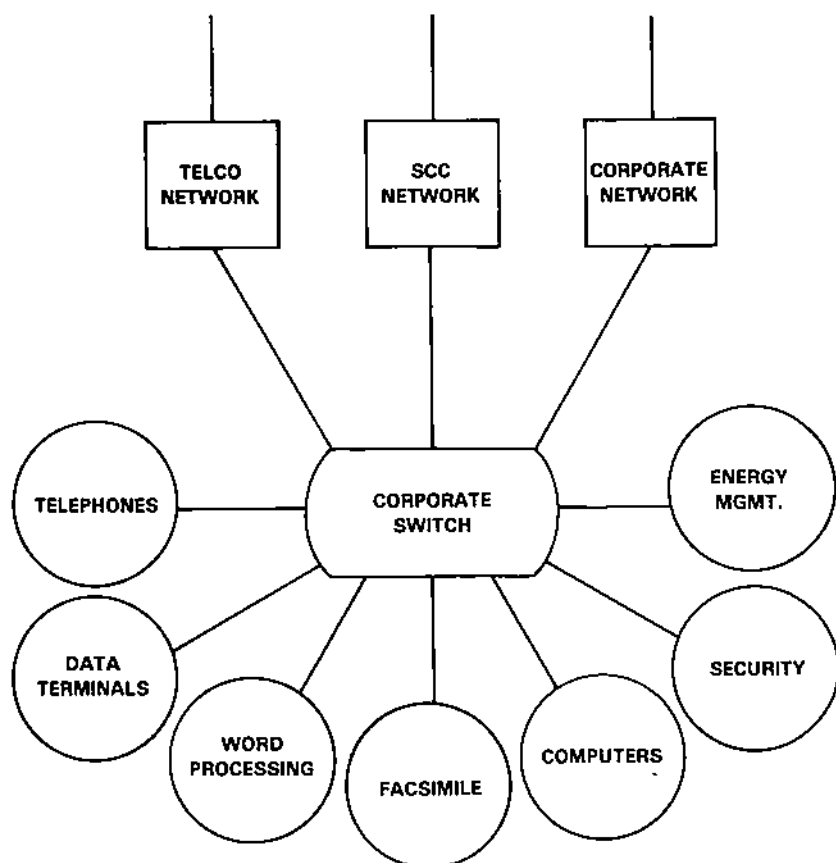 TELCO
NETWORK
SCC
NETWORK
CORPORATE
NETWORK
TELEPHONES
CORPORATE
SWITCH
ENERGY
MGMT.
DATA
TERMINALS
SECURITY
WORD
PROCESSING
FACSIMILE
COMPUTERS